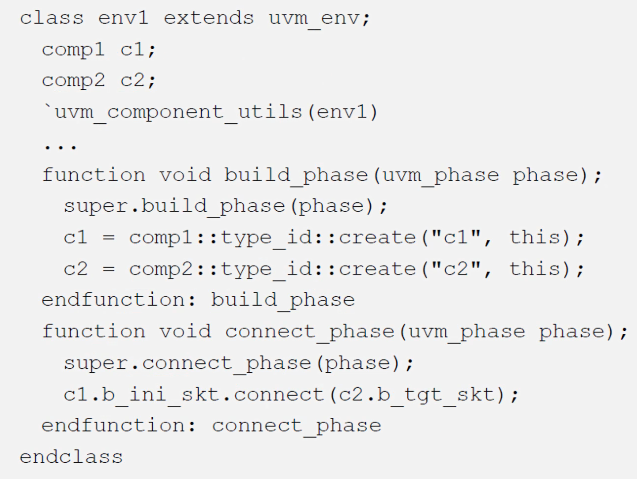 class env1 extends uvm_env;
comp1 c1;
comp2 c2;
`uvm_component_utils(env1)
...
function void build_phase(uvm_phase phase);
super.build_phase(phase);
c1 = comp1::type_id::create("c1", this);
c2 = comp2::type_id::create("c2", this);
endfunction: build_phase
function void connect_phase(uvm_phase phase);
super.connect_phase(phase);
c1.b_ini_skt.connect(c2.b_tgt_skt);
endfunction: connect_phase
endclass